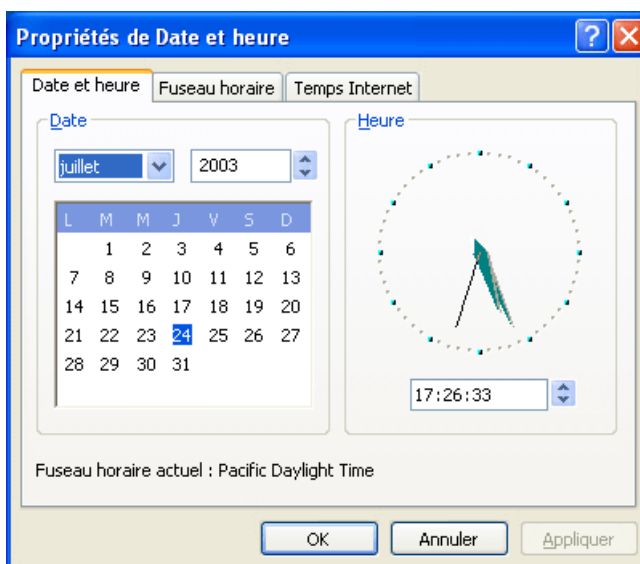 Propriétés de Date et heure
Date et heure
Fuseau horaire
Temps Internet
Date
juillet
2003
L M M J V S D
1 2 3 4 5 6
7 8 9 10 11 12 13
14 15 16 17 18 19 20
21 22 23 24 25 26 27
28 29 30 31
Heure
17:26:33
Fuseau horaire actuel : Pacific Daylight Time
OK
Annuler
Appliquer